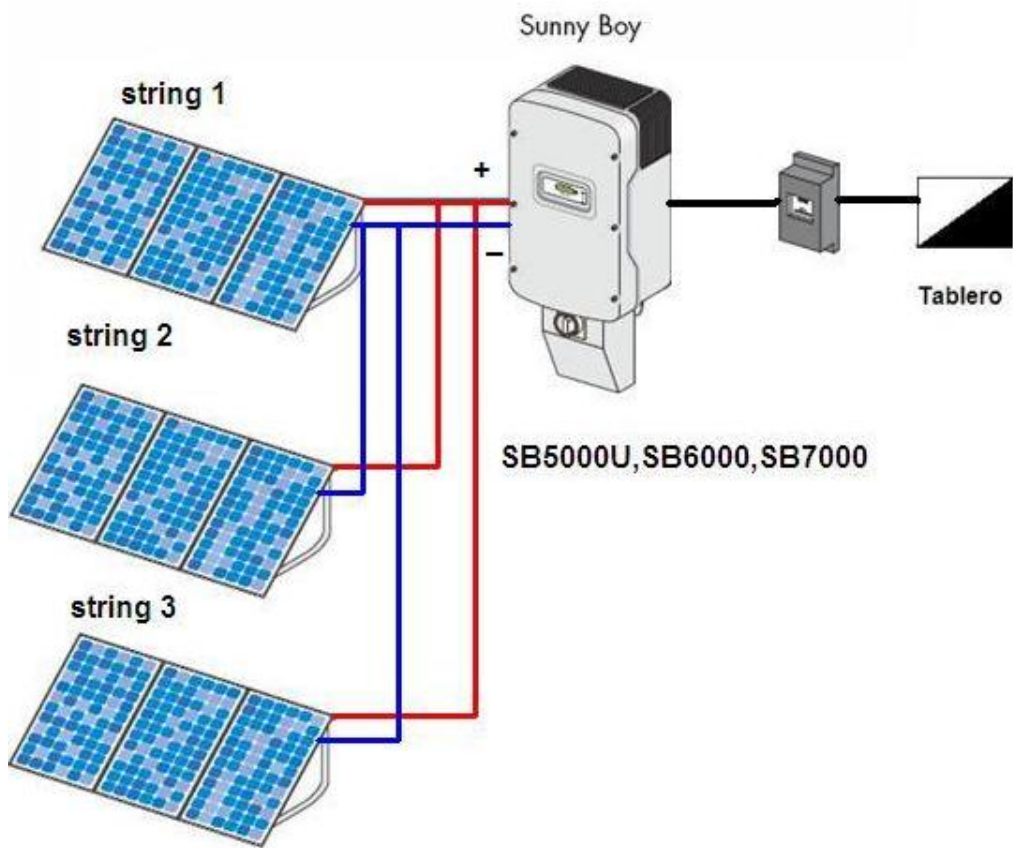 Sunny Boy
string 1
+
–
Tablero
string 2
SB5000U,SB6000,SB7000
string 3